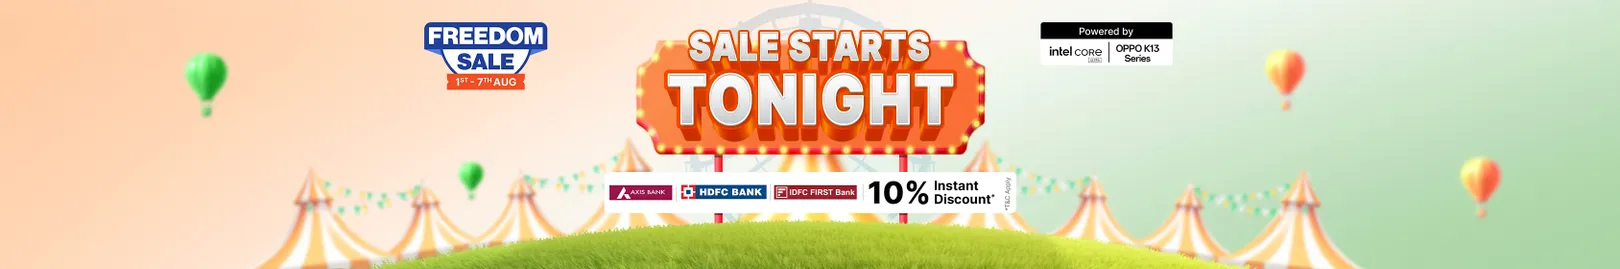 FREEDOM
SALE
1ST - 7TH AUG
SALE STARTS
TONIGHT
Powered by
intel core
OPPO K13
Series
AXIS BANK
HDFC BANK
IDFC FIRST Bank
10% Instant
Discount*
*T&C Apply